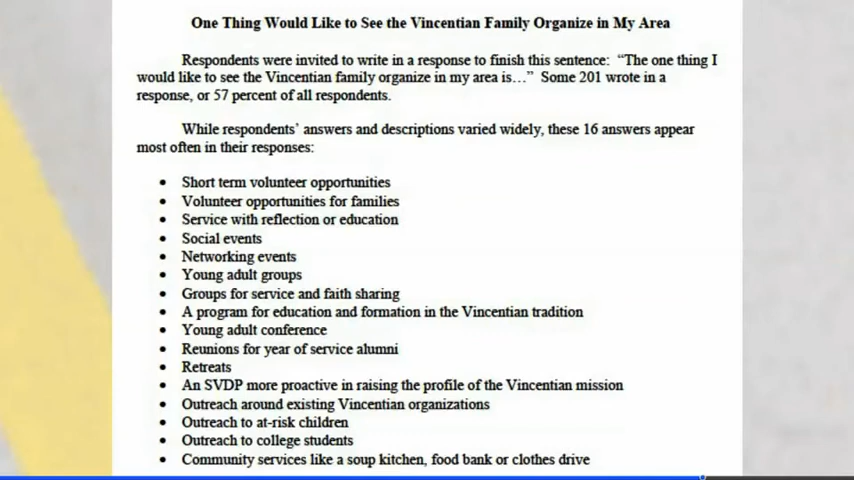 One Thing Would Like to See the Vincentian Family Organize in My Area
Respondents were invited to write in a response to finish this sentence: “The one thing I
would like to see the Vincentian family organize in my area is…” Some 201 wrote in a
response, or 57 percent of all respondents.
While respondents’ answers and descriptions varied widely, these 16 answers appear
most often in their responses:
• Short term volunteer opportunities
• Volunteer opportunities for families
• Service with reflection or education
• Social events
• Networking events
• Young adult groups
• Groups for service and faith sharing
• A program for education and formation in the Vincentian tradition
• Young adult conference
• Reunions for year of service alumni
• Retreats
• An SVDP more proactive in raising the profile of the Vincentian mission
• Outreach around existing Vincentian organizations
• Outreach to at-risk children
• Outreach to college students
• Community services like a soup kitchen, food bank or clothes drive